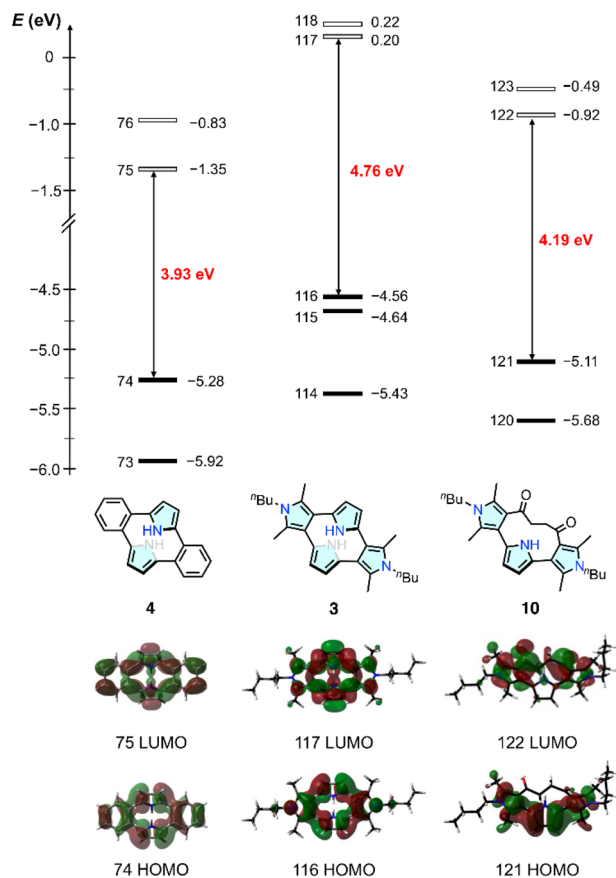 E (eV)
118 0.22
117 0.20
0
123 −0.49
76 −0.83
122 −0.92
−1.0
75 −1.35
−1.5
4.76 eV
4.19 eV
3.93 eV
−4.5
116 −4.56
115 −4.64
−5.0
121 −5.11
74 −5.28
114 −5.43
−5.5
120 −5.68
73 −5.92
−6.0
HN
NH
ⁿBu
N
HN
NH
N
ⁿBu
ⁿBu
N
O
O
NH
N
ⁿBu
4 3 10
75 LUMO 117 LUMO 122 LUMO
74 HOMO 116 HOMO 121 HOMO